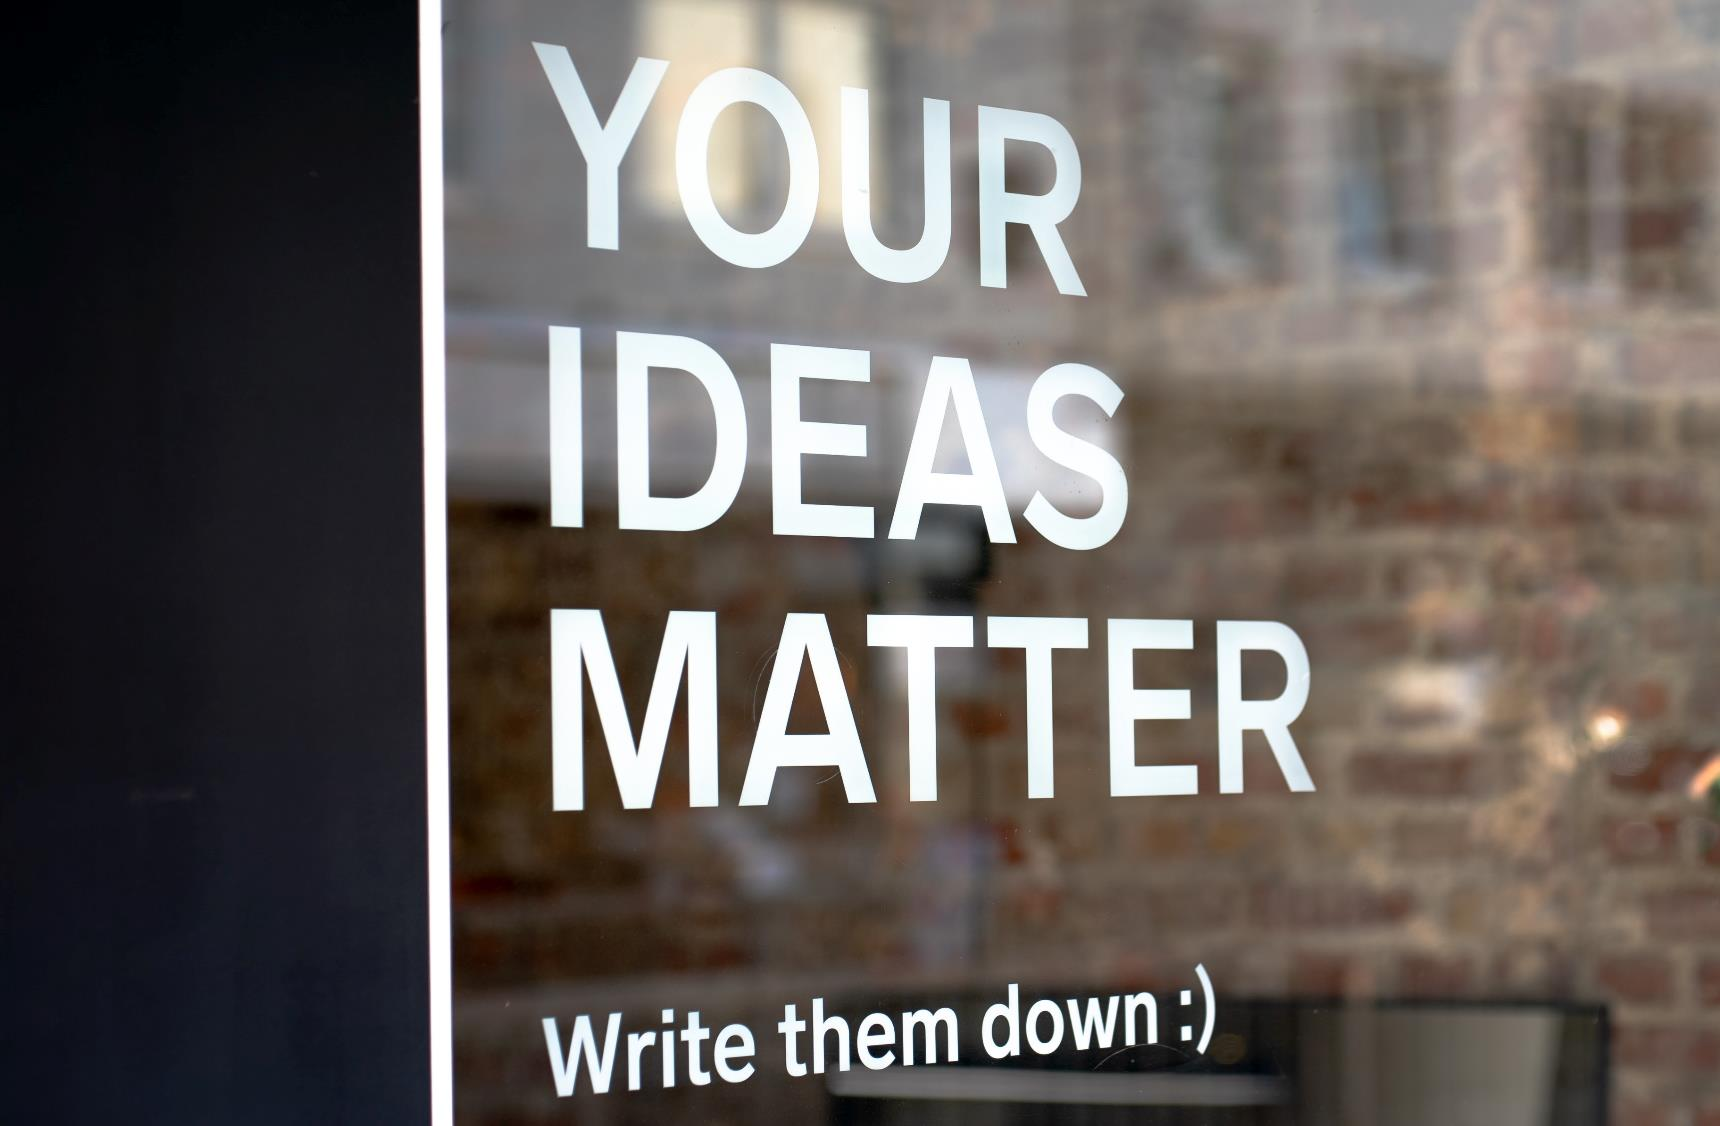 YOUR
IDEAS
MATTER
Write them down :)